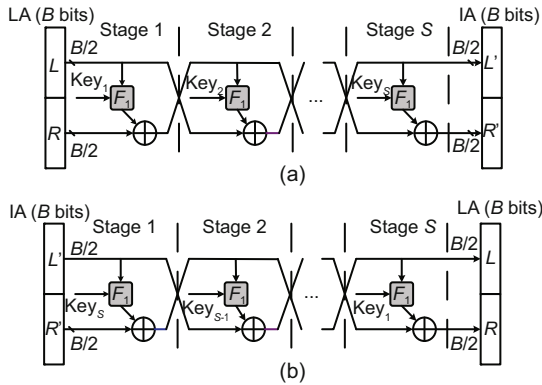 LA (B bits)
IA (B bits)
B/2
Stage 1
Stage 2
Stage S
L
Key1
F1
Key2
F1
...
KeyS
F1
L'
R
B/2
B/2
R'
(a)
IA (B bits)
LA (B bits)
B/2
Stage 1
Stage 2
Stage S
B/2
L'
KeyS
F1
KeyS-1
F1
...
Key1
F1
L
R'
B/2
B/2
R
(b)